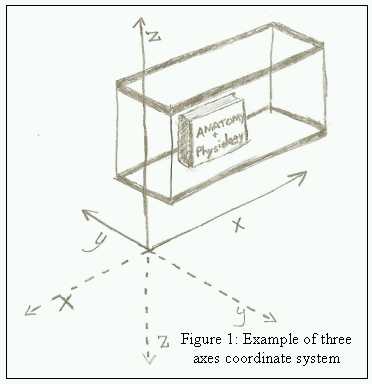 z
ANATOMY
+
Physiology
x
y
x
y
z
Figure 1: Example of three
axes coordinate system